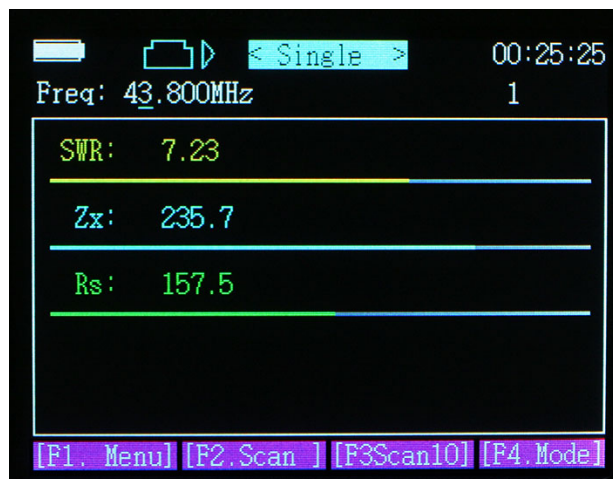 < Single > 00:25:25
Freq: 43.800MHz 1
SWR: 7.23
Zx: 235.7
Rs: 157.5
[F1. Menu] [F2.Scan ] [F3Scan10] [F4.Mode]